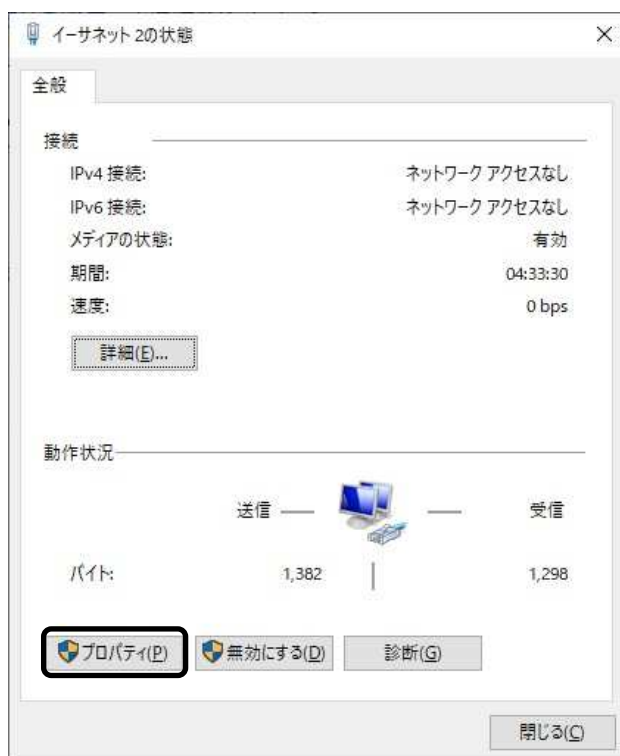 イーサネット 2の状態
全般
接続
IPv4 接続: ネットワーク アクセスなし
IPv6 接続: ネットワーク アクセスなし
メディアの状態: 有効
期間: 04:33:30
速度: 0 bps
詳細(E)...
動作状況
送信 受信
バイト: 1,382 1,298
プロパティ(P) 無効にする(D) 診断(G)
閉じる(C)